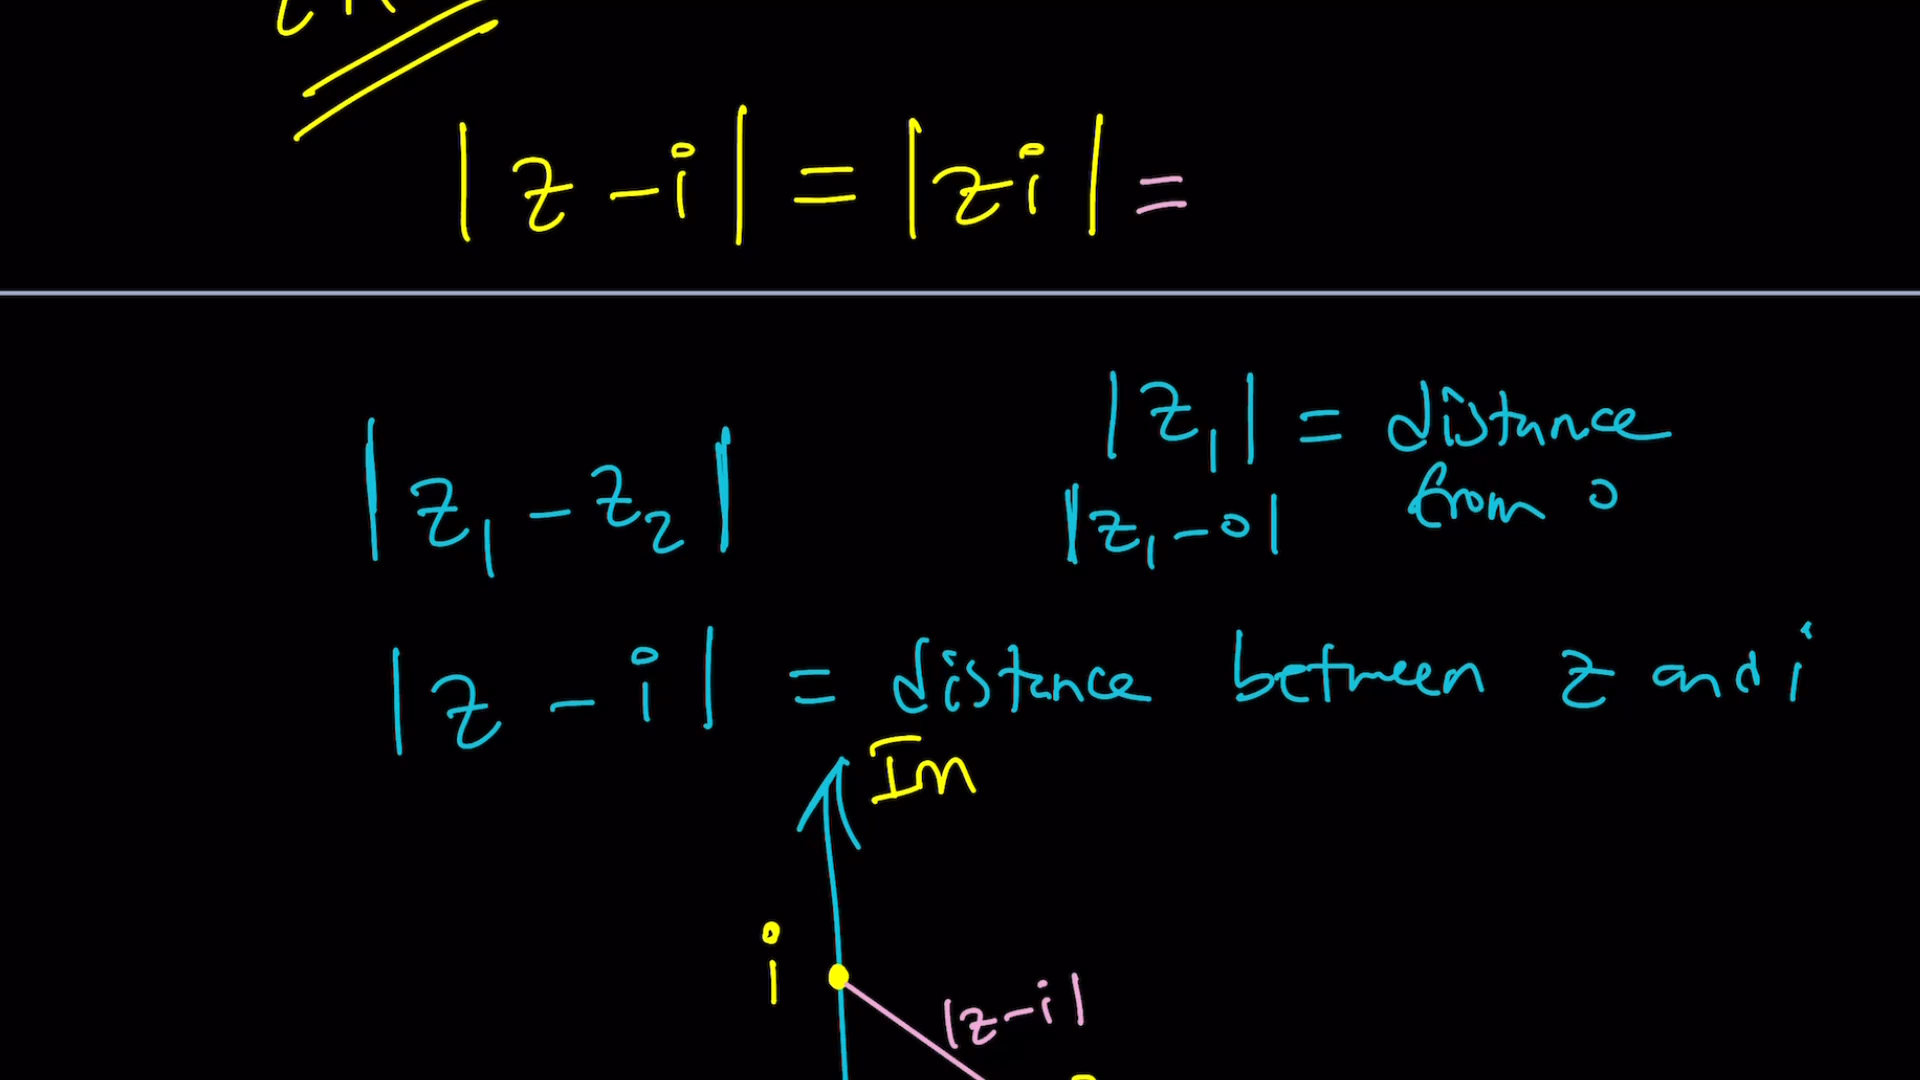 |z - i| = |zi| =
|z₁ - z₂|
|z₁| = distance
from 0
|z₁ - 0|
|z - i| = distance between z and i
Im
i
|z - i|